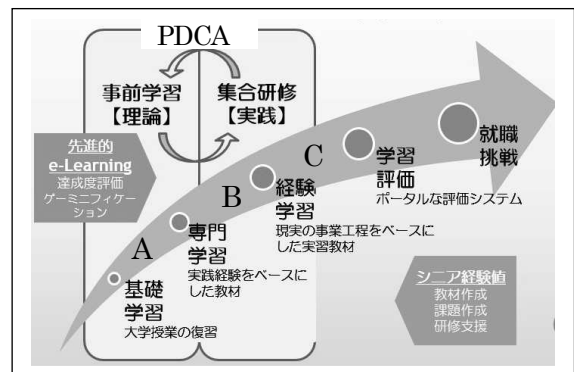 PDCA
事前学習
【理論】
集合研修
【実践】
先進的
e-Learning
達成度評価
ゲーミニフィケー
ション
A
B
C
基礎
学習
大学授業の復習
専門
学習
実践経験をベースに
した教材
経験
学習
現実の事業工程をベースに
した実習教材
学習
評価
ポータルな評価システム
就職
挑戦
シニア経験値
教材作成
課題作成
研修支援